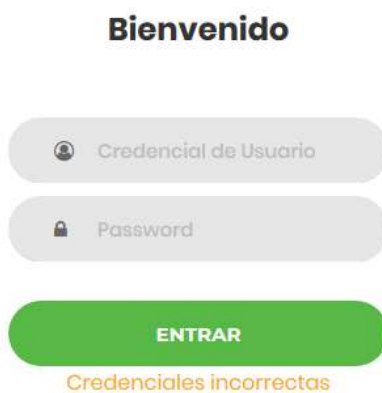 Bienvenido
Credencial de Usuario
Password
ENTRAR
Credenciales incorrectas